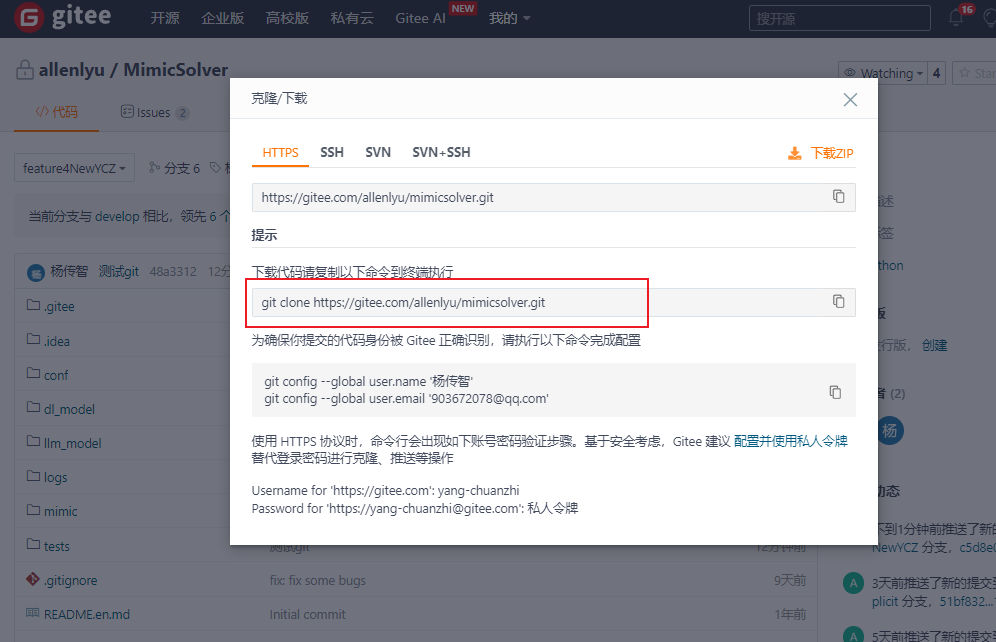 gitee
开源 企业版 高校版 私有云 Gitee AI NEW 我的
搜开源
16
allenlyu / MimicSolver
Watching 4 Star
代码 Issues 2
feature4NewYCZ 分支 6
当前分支与 develop 相比，领先 6 个
杨 杨传智 测试git 48a3312
.gitee
.idea
conf
dl_model
llm_model
logs
mimic
tests 测试git 12分钟前
.gitignore fixc fix some bugs 9天前
README.en.md Initial commit 1年前
克隆/下载
HTTPS SSH SVN SVN+SSH 下载ZIP
https://gitee.com/allenlyu/mimicsolver.git
提示
下载代码请复制以下命令到终端执行
git clone https://gitee.com/allenlyu/mimicsolver.git
为确保你提交的代码身份被 Gitee 正确识别，请执行以下命令完成配置
git config --global user.name '杨传智'
git config --global user.email '903672078@qq.com'
使用 HTTPS 协议时，命令行会出现如下账号密码验证步骤。基于安全考虑，Gitee 建议 配置并使用私人令牌
替代登录密码进行克隆、推送等操作
Username for 'https://gitee.com': yang-chuanzhi
Password for 'https://yang-chuanzhi@gitee.com': 私人令牌
thon
行版， 创建
(2)
杨
动态
不到1分钟前推送了新的
NewYCZ 分支，c5d8e0
A 3天前推送了新的提交
plicit 分支，51bf832...
A 5天前推送了新的提交